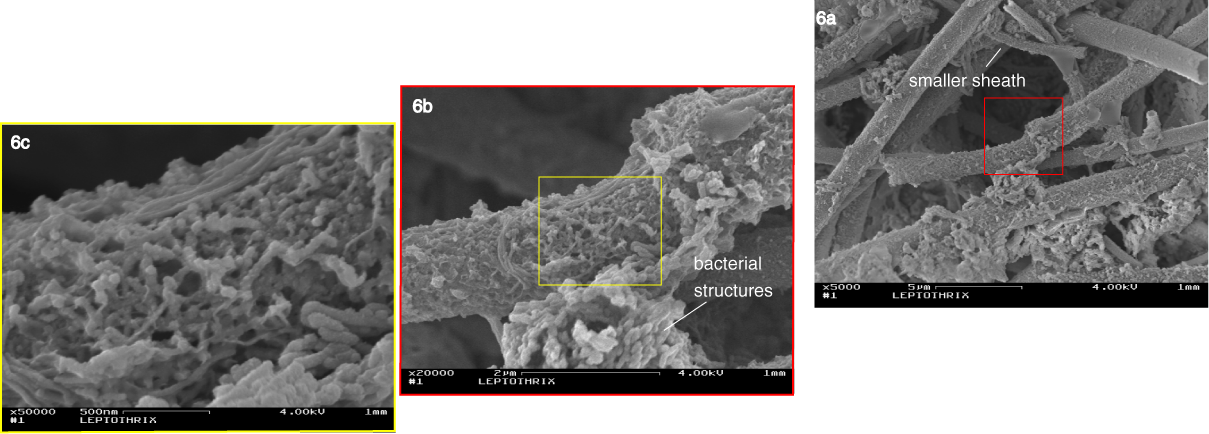 6c
x50000 500nm 4.00kV 1mm
#1 LEPTOTHRIX
6b
bacterial
structures
x20000 2µm 4.00kV 1mm
#1 LEPTOTHRIX
6a
smaller sheath
x5000 5µm 4.00kV 1mm
#1 LEPTOTHRIX